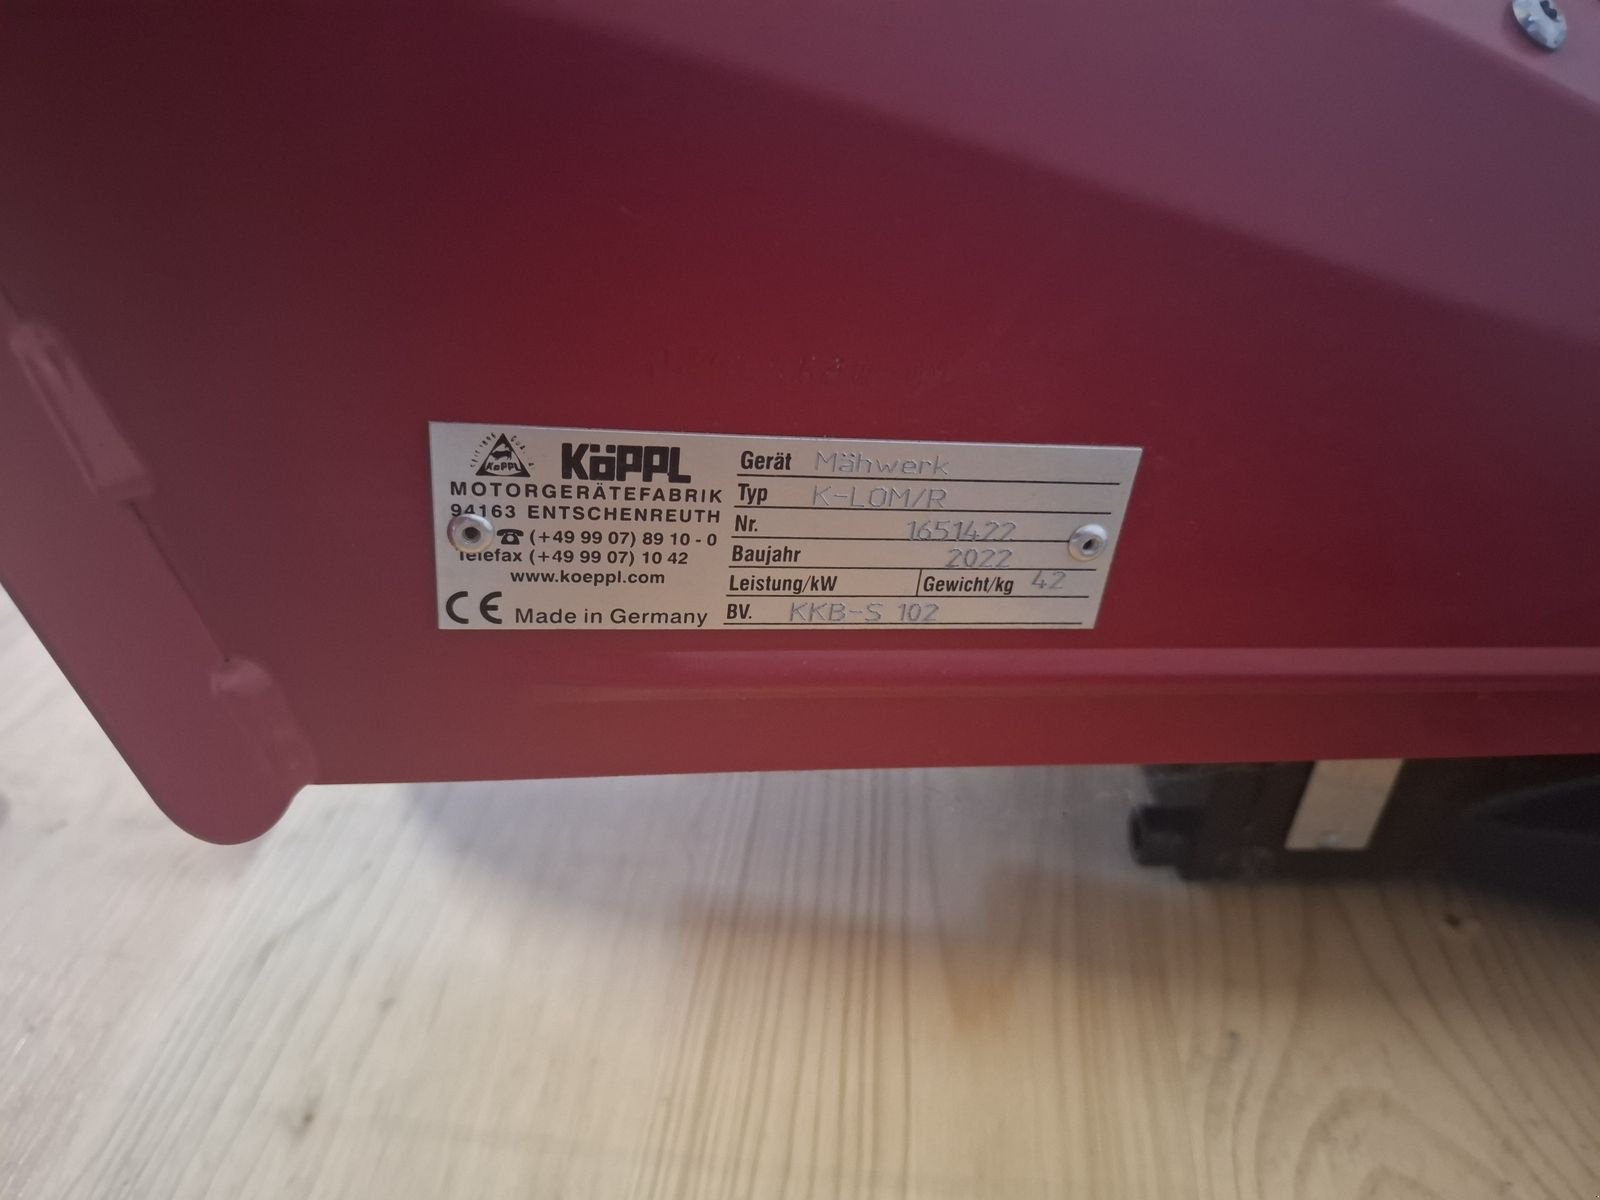 KöPPL
KöPPL
MOTORGERÄTEFABRIK
94163 ENTSCHENREUTH
☎ (+49 99 07) 89 10 - 0
Telefax (+49 99 07) 10 42
www.koeppl.com
CE Made in Germany
Gerät Mähwerk
Typ K-LOM/R
Nr. 1651422
Baujahr 2022
Leistung/kW Gewicht/kg 42
BV. KKB-S 102